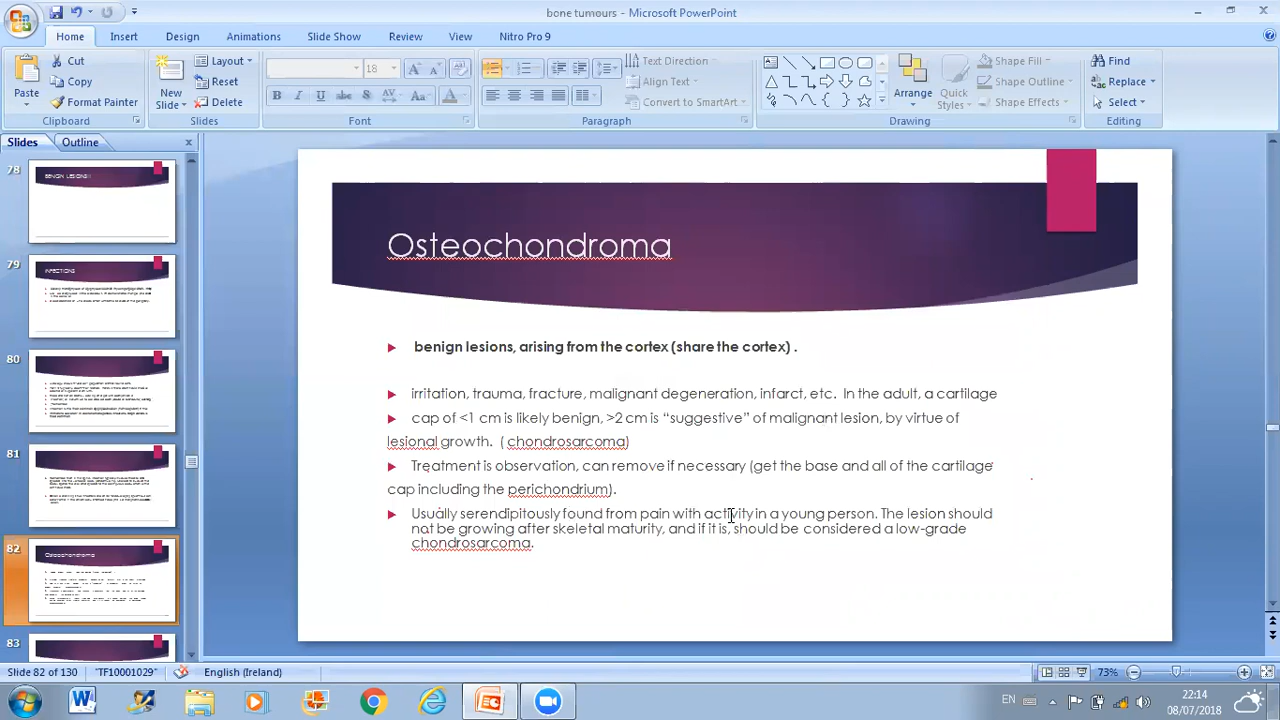 bone tumours - Microsoft PowerPoint
Home Insert Design Animations Slide Show Review View Nitro Pro 9
Paste
Cut
Copy
Format Painter
Clipboard
New Slide
Layout
Reset
Delete
Slides
18
B I U abc S AV Aa A
Font
Text Direction
Align Text
Convert to SmartArt
Paragraph
Arrange
Quick Styles
Shape Fill
Shape Outline
Shape Effects
Drawing
Find
Replace
Select
Editing
Slides Outline
78
BENIGN LESIONS
79
INFECTIONS
80
81
82
Osteochondroma
83
Osteochondroma
benign lesions, arising from the cortex (share the cortex) .
irritation, trauma, fracture, malignant degeneration, infarct, etc. In the adult, a cartilage
cap of <1 cm is likely benign, >2 cm is “suggestive” of malignant lesion, by virtue of
lesional growth. ( chondrosarcoma)
Treatment is observation, can remove if necessary (get the base and all of the cartilage
cap including the perichondrium).
Usually serendipitously found from pain with activity in a young person. The lesion should
not be growing after skeletal maturity, and if it is, should be considered a low-grade
chondrosarcoma.
Slide 82 of 130 "TF10001029" English (Ireland) 73%
EN 22:14
08/07/2018